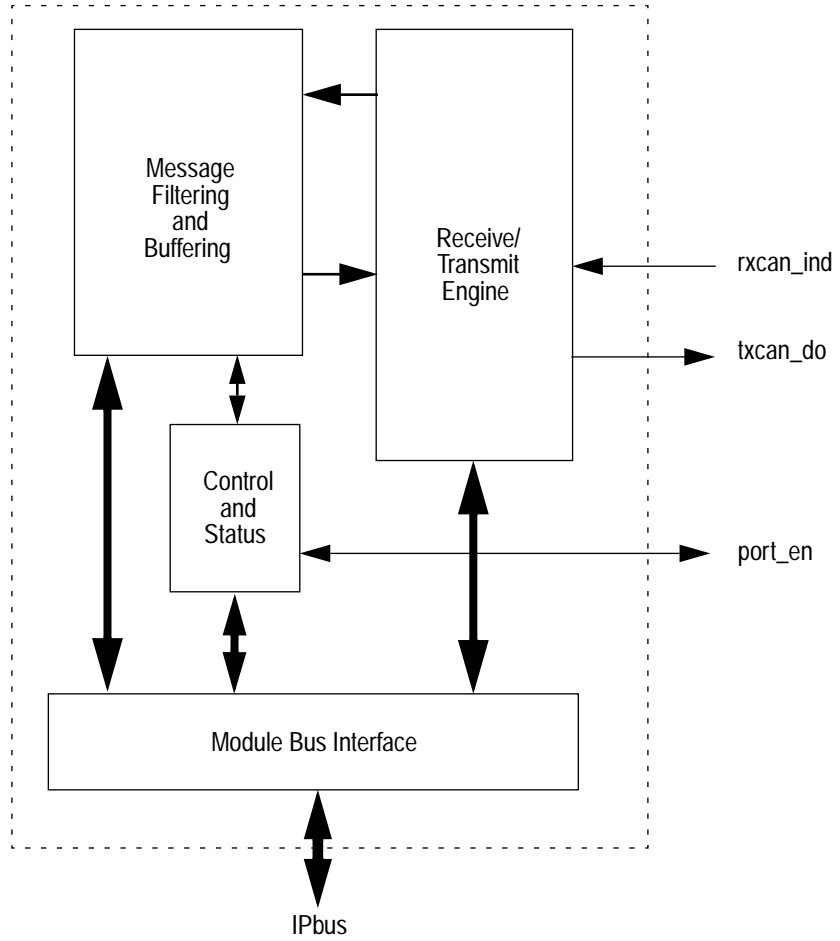 Message
Filtering
and
Buffering
Receive/
Transmit
Engine
rxcan_ind
txcan_do
Control
and
Status
port_en
Module Bus Interface
IPbus